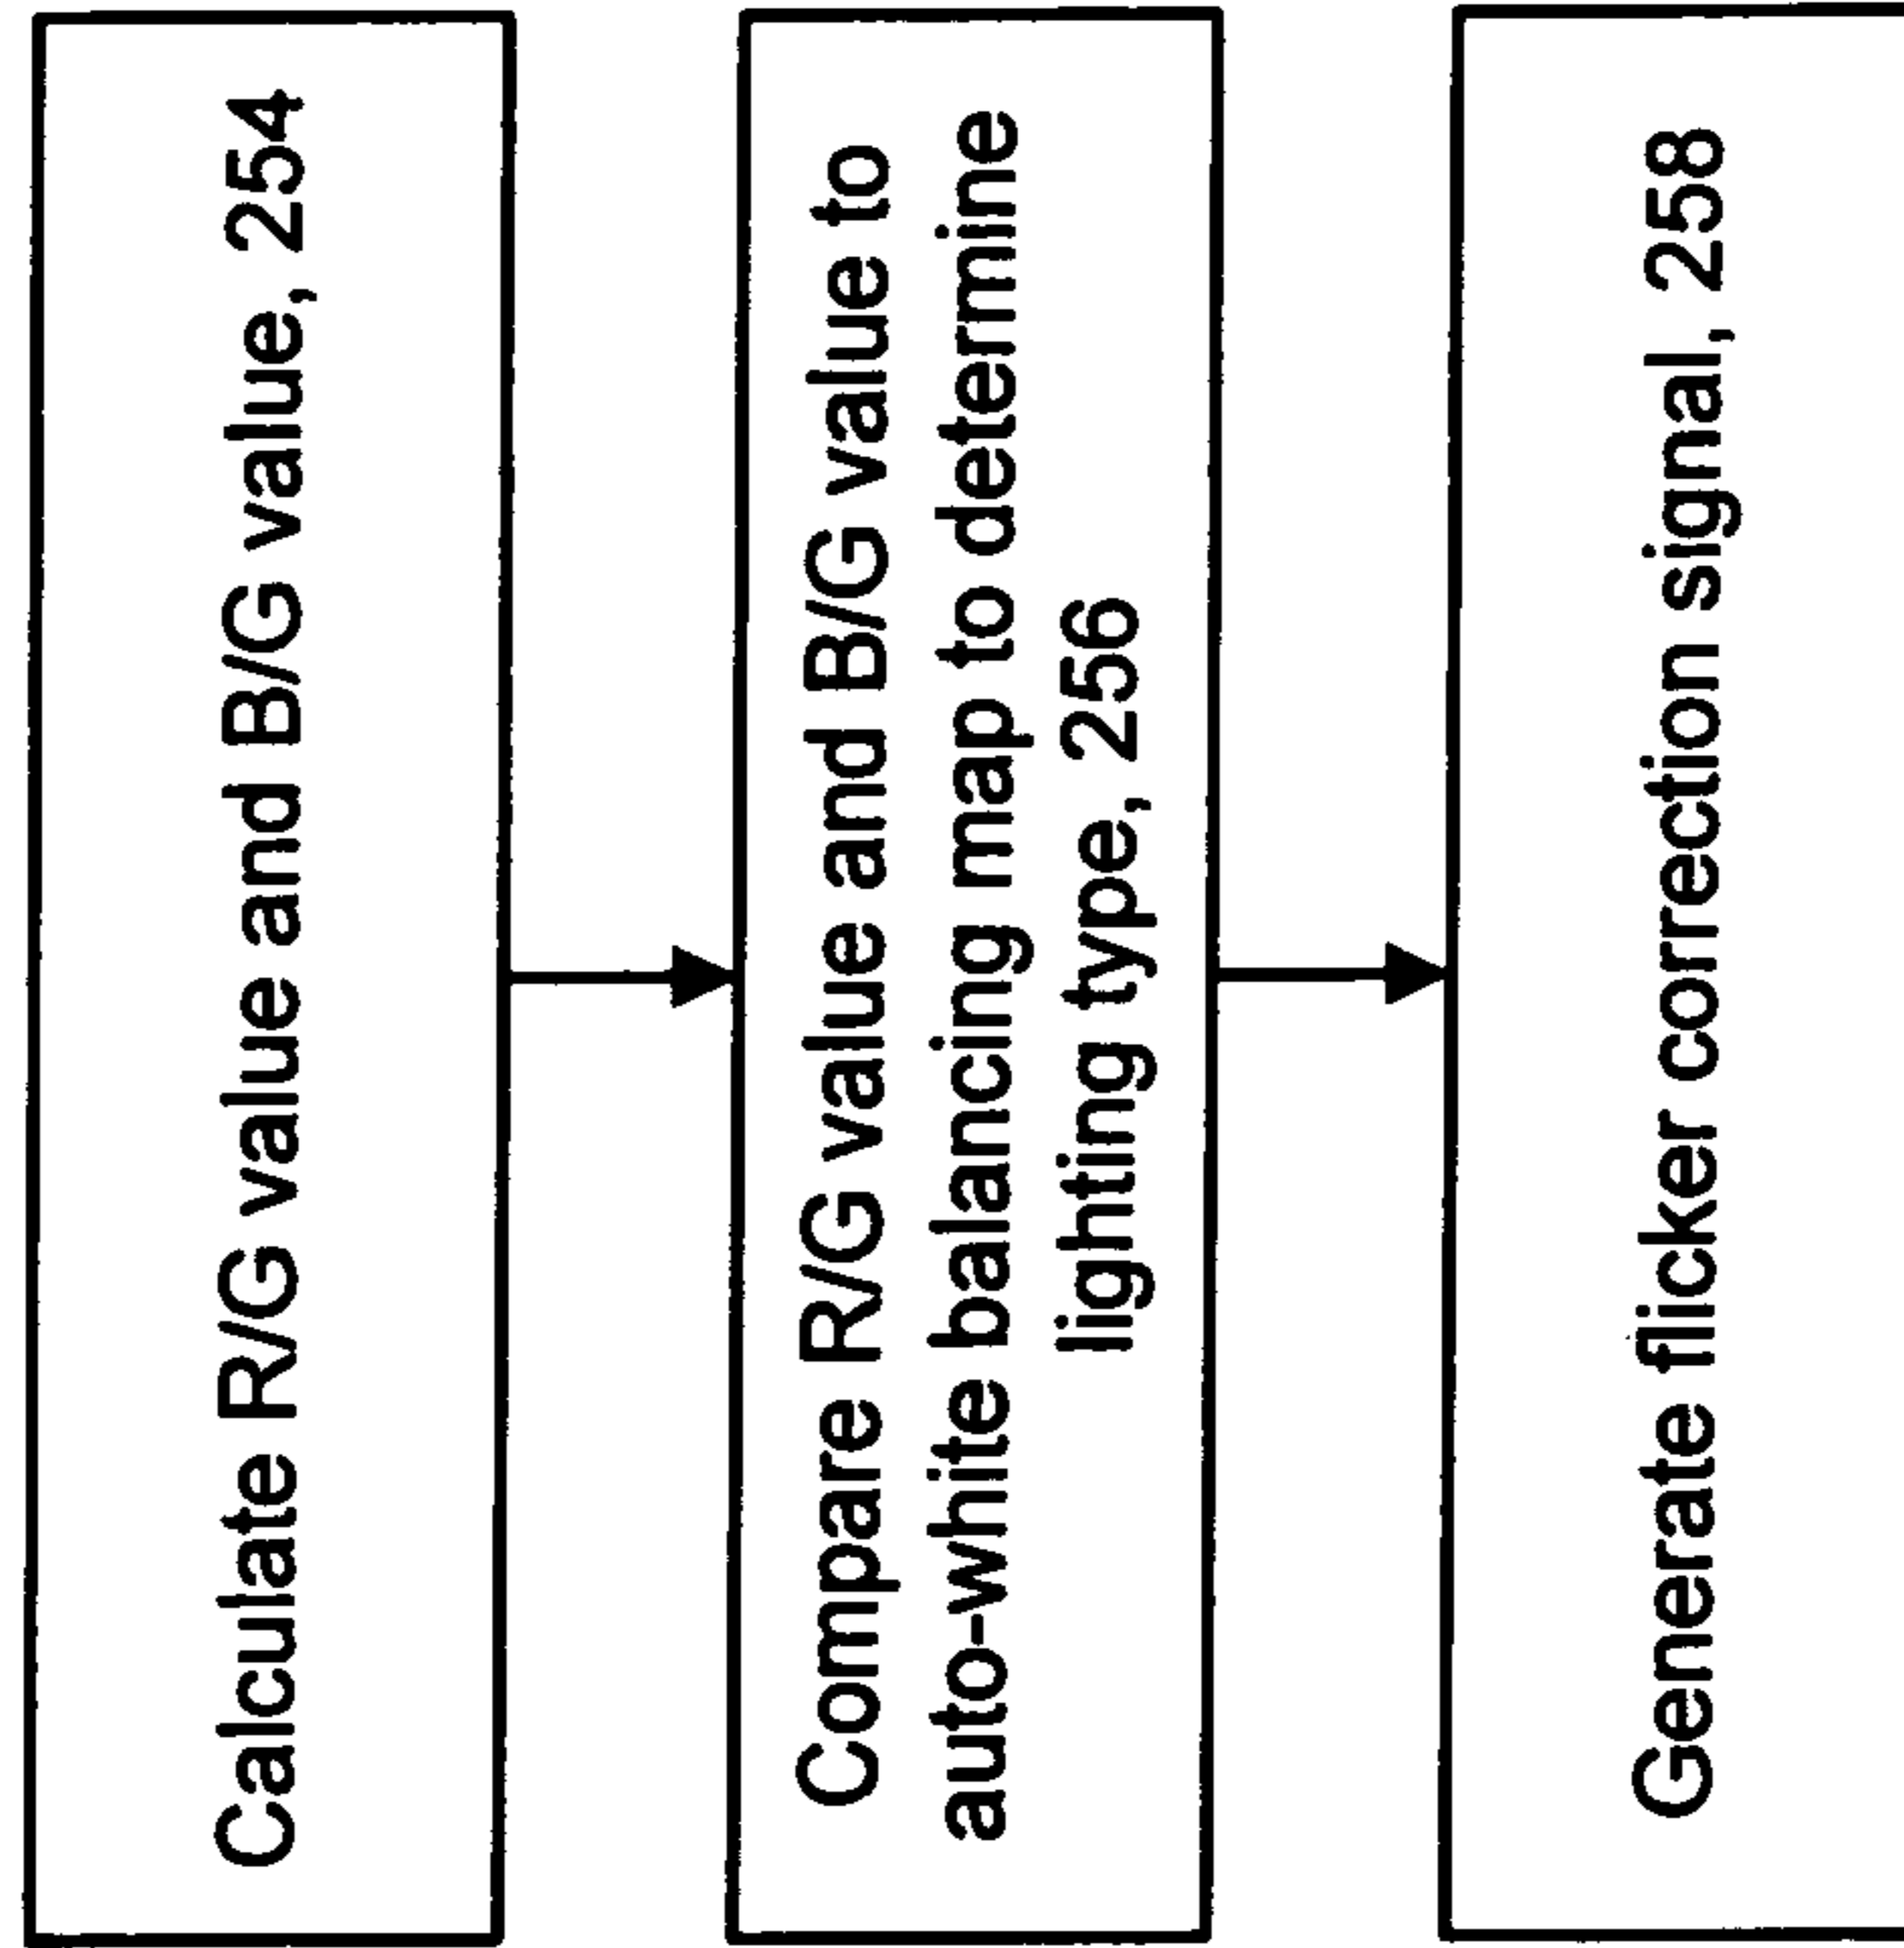 Calculate R/G value and B/G value, 254
Compare R/G value and B/G value to
auto-white balancing map to determine
lighting type, 256
Generate flicker correction signal, 258